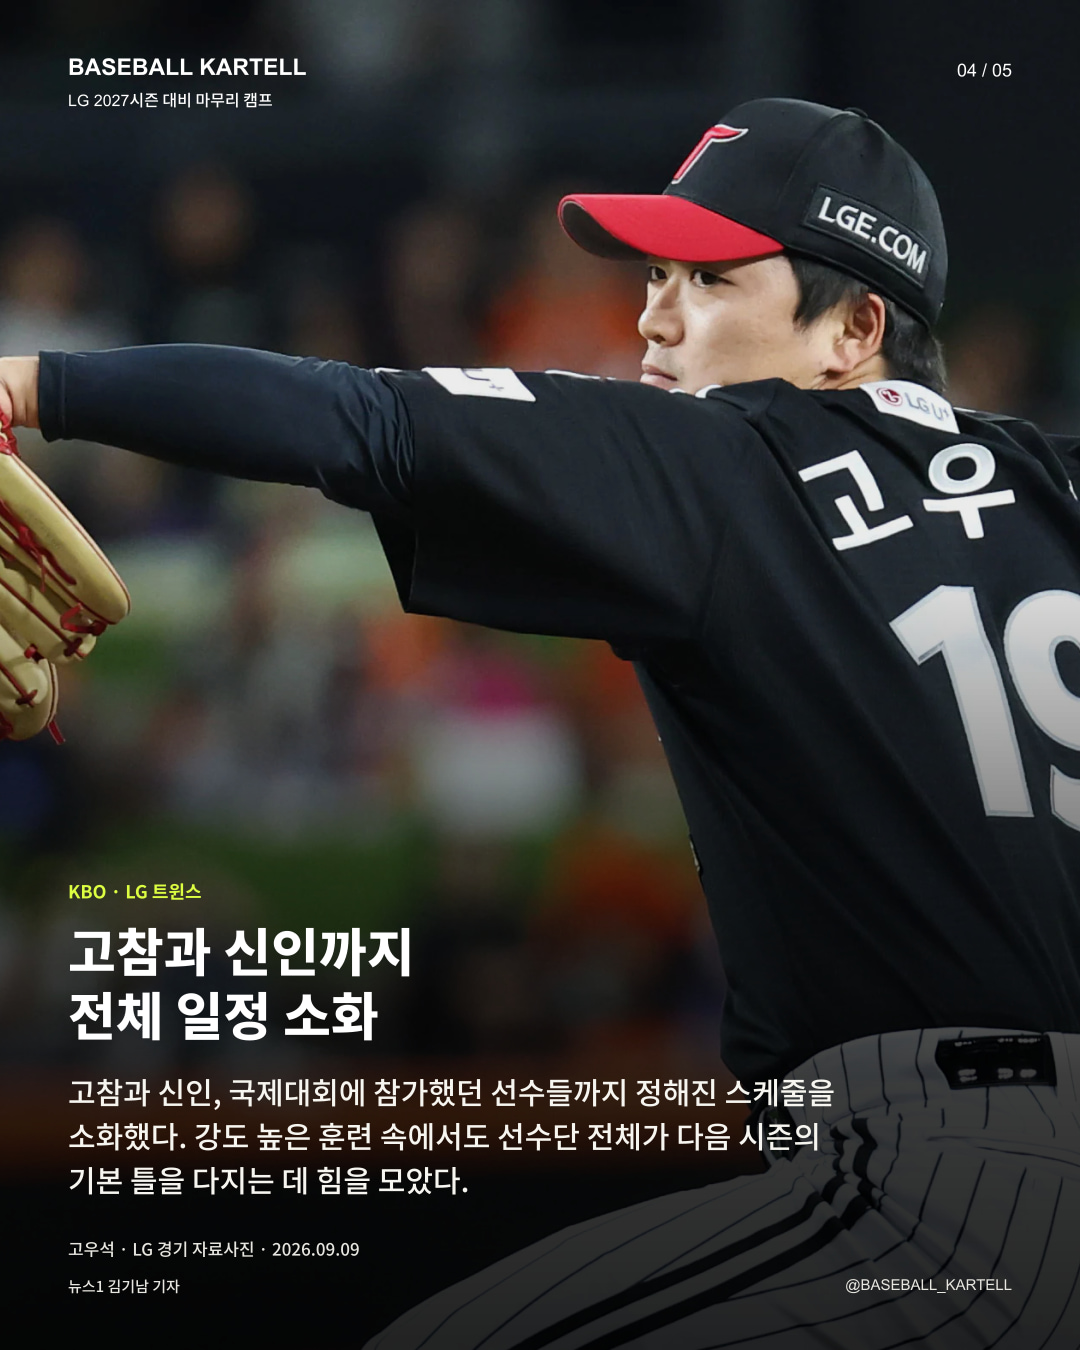 BASEBALL KARTELL
LG 2027시즌 대비 마무리 캠프
04 / 05
T
LGE.COM
U+
LG U+
고우
19
KBO · LG 트윈스
고참과 신인까지
전체 일정 소화
고참과 신인, 국제대회에 참가했던 선수들까지 정해진 스케줄을
소화했다. 강도 높은 훈련 속에서도 선수단 전체가 다음 시즌의
기본 틀을 다지는 데 힘을 모았다.
고우석 · LG 경기 자료사진 · 2026.09.09
뉴스1 김기남 기자
@BASEBALL_KARTELL